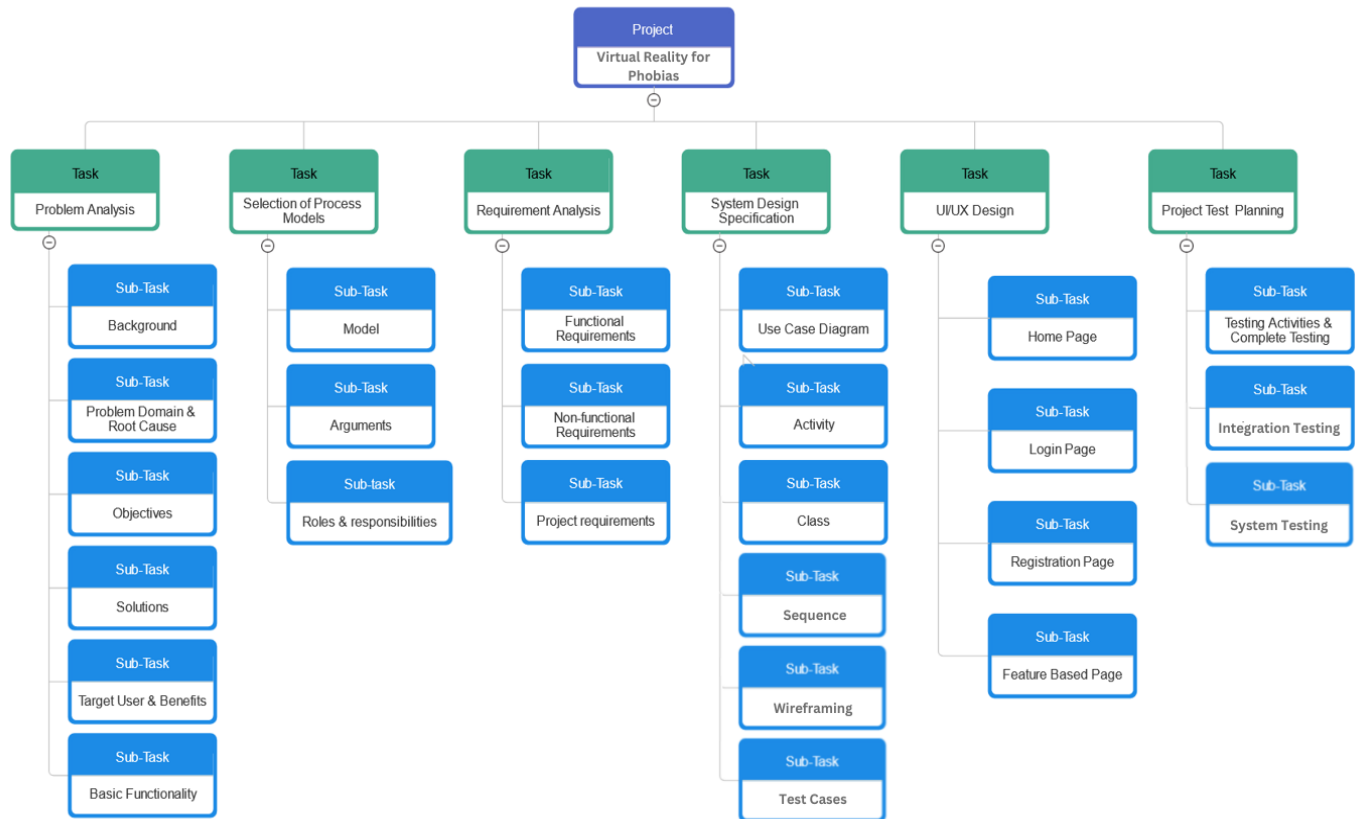 Project
Virtual Reality for
Phobias
Task
Problem Analysis
Sub-Task
Background
Sub-Task
Problem Domain &
Root Cause
Sub-Task
Objectives
Sub-Task
Solutions
Sub-Task
Target User & Benefits
Sub-Task
Basic Functionality
Task
Selection of Process
Models
Sub-Task
Model
Sub-Task
Arguments
Sub-task
Roles & responsibilities
Task
Requirement Analysis
Sub-Task
Functional
Requirements
Sub-Task
Non-functional
Requirements
Sub-Task
Project requirements
Task
System Design
Specification
Sub-Task
Use Case Diagram
Sub-Task
Activity
Sub-Task
Class
Sub-Task
Sequence
Sub-Task
Wireframing
Sub-Task
Test Cases
Task
UI/UX Design
Sub-Task
Home Page
Sub-Task
Login Page
Sub-Task
Registration Page
Sub-Task
Feature Based Page
Task
Project Test Planning
Sub-Task
Testing Activities &
Complete Testing
Sub-Task
Integration Testing
Sub-Task
System Testing